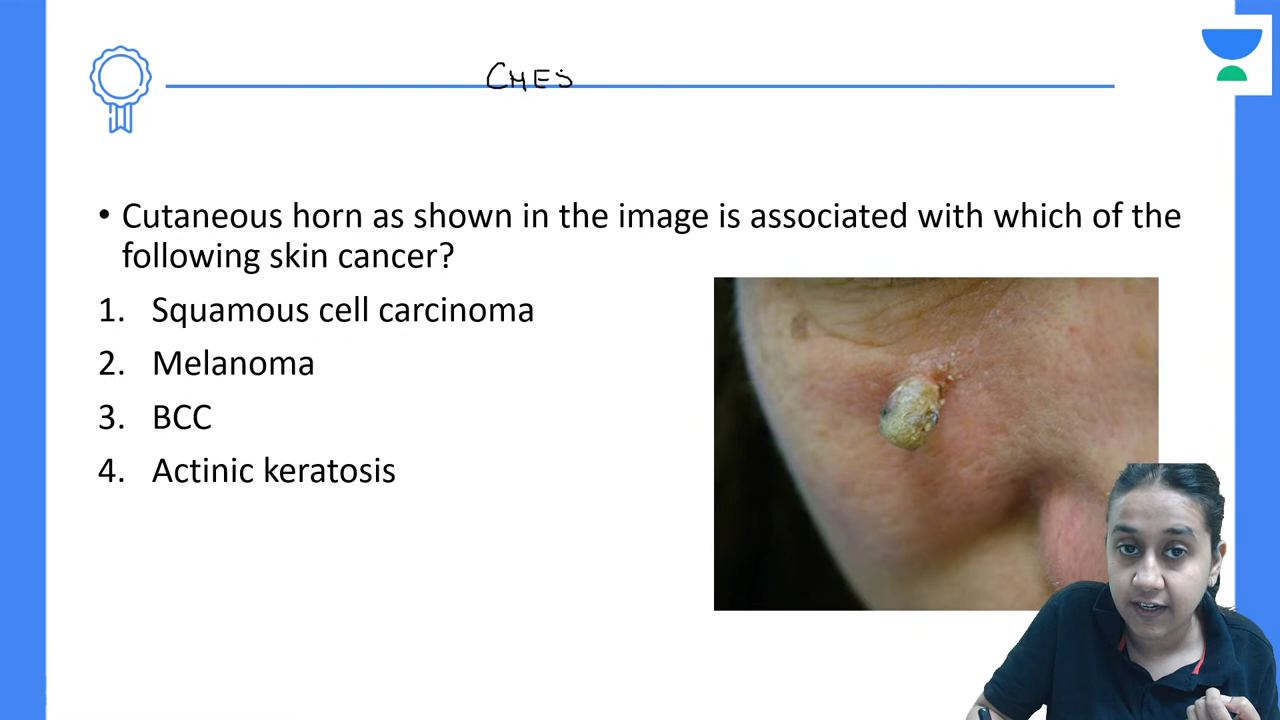 CMES
• Cutaneous horn as shown in the image is associated with which of the
following skin cancer?
1. Squamous cell carcinoma
2. Melanoma
3. BCC
4. Actinic keratosis